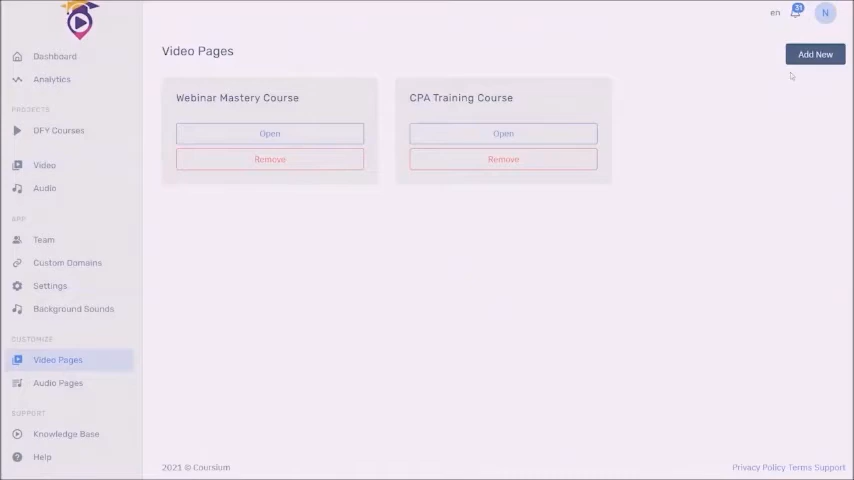 en
31
N
Dashboard
Analytics
PROJECTS
DFY Courses
Video
Audio
APP
Team
Custom Domains
Settings
Background Sounds
CUSTOMIZE
Video Pages
Audio Pages
SUPPORT
Knowledge Base
Help
Video Pages
Add New
Webinar Mastery Course
Open
Remove
CPA Training Course
Open
Remove
2021 © Coursium
Privacy Policy Terms Support